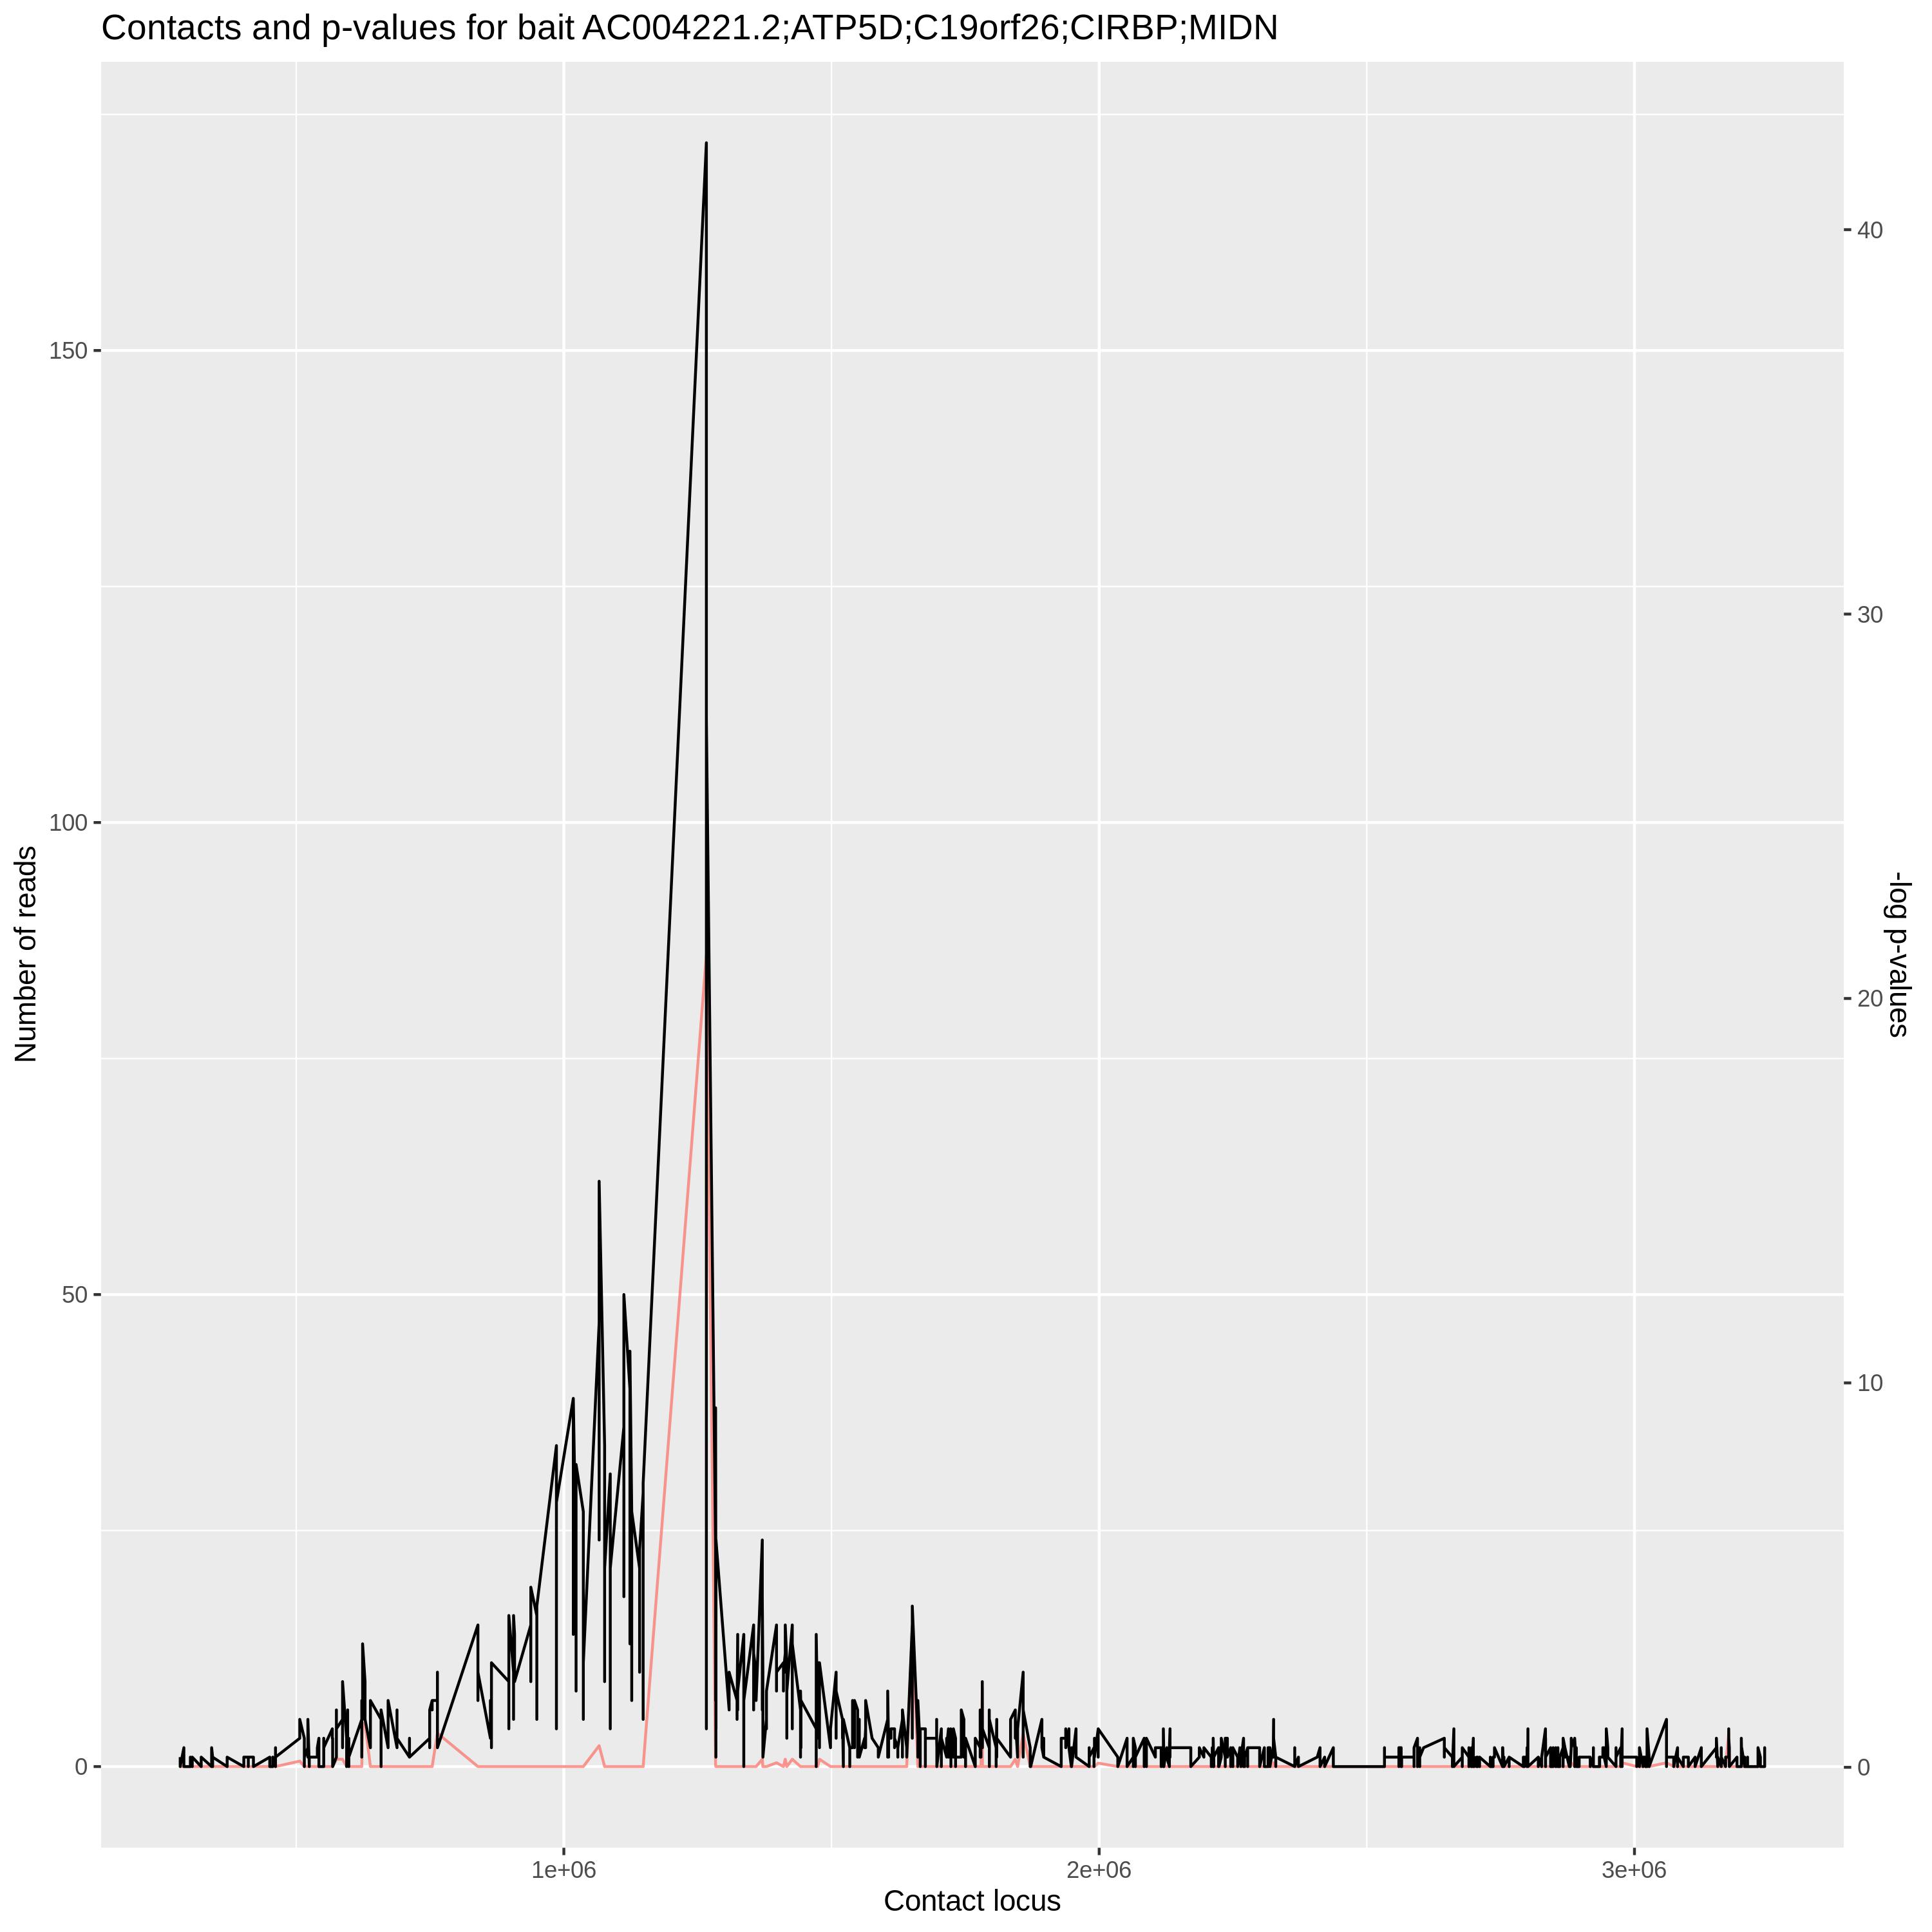 Contacts and p-values for bait AC004221.2;ATP5D;C19orf26;CIRBP;MIDN
150
100
50
0
Number of reads
40
30
20
10
0
-log p-values
1e+06
2e+06
3e+06
Contact locus